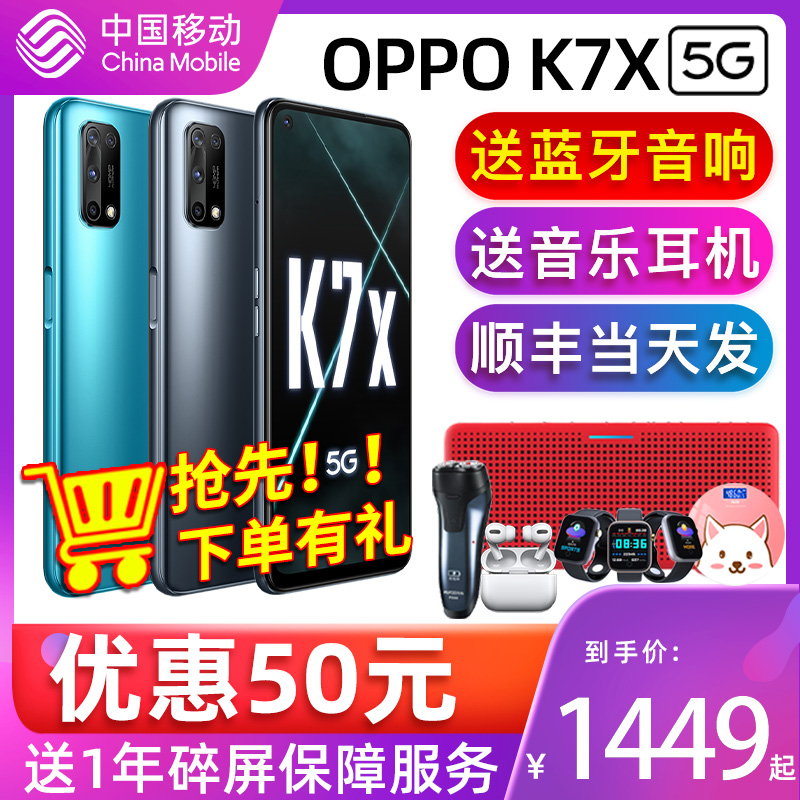 中国移动
China Mobile
OPPO K7X 5G
送蓝牙音响
送音乐耳机
顺丰当天发
K7x
5G
抢先！！
下单有礼
SPORTS
08:36
优惠50元
到手价：
¥1449起
送1年碎屏保障服务